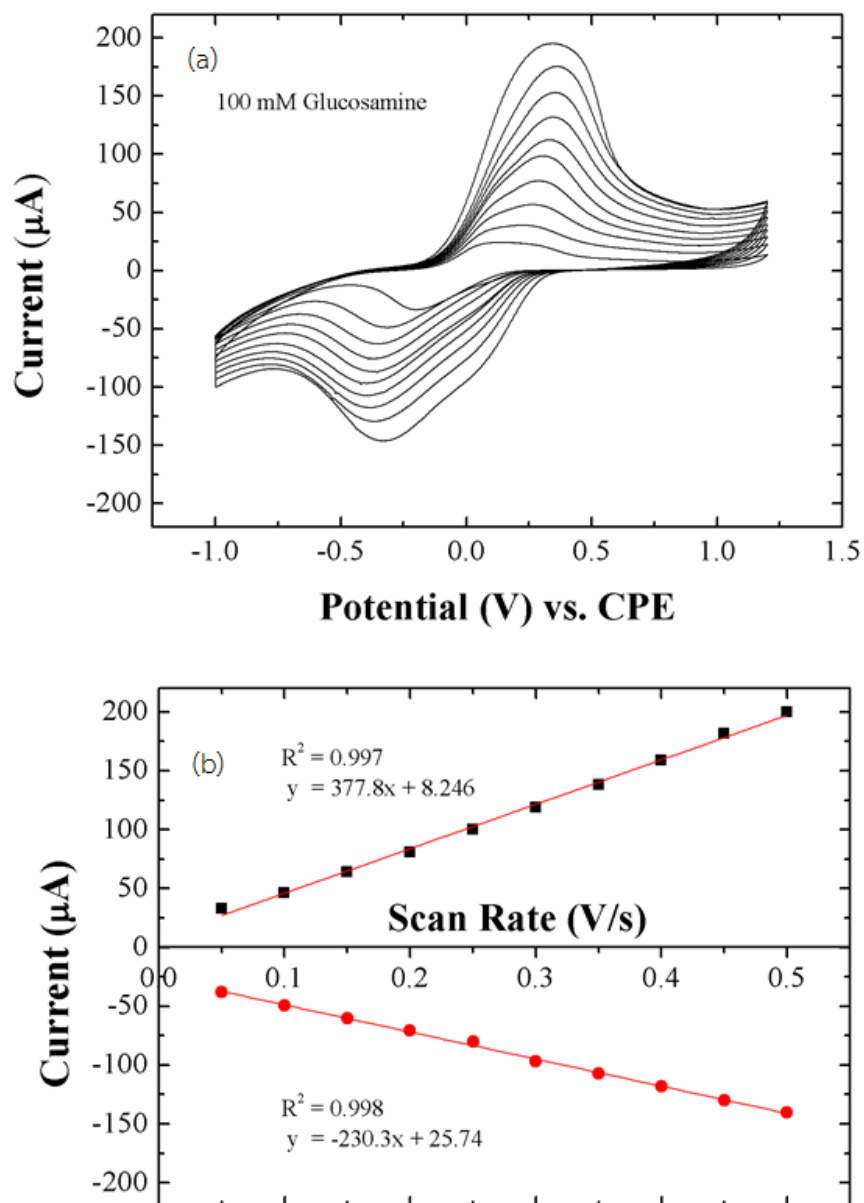 (a)
100 mM Glucosamine
200
150
100
50
0
-50
-100
-150
-200
Current (µA)
-1.0 -0.5 0.0 0.5 1.0 1.5
Potential (V) vs. CPE
(b)
R² = 0.997
y = 377.8x + 8.246
200
150
100
50
0
-50
-100
-150
-200
Current (µA)
Scan Rate (V/s)
0.0 0.1 0.2 0.3 0.4 0.5
R² = 0.998
y = -230.3x + 25.74